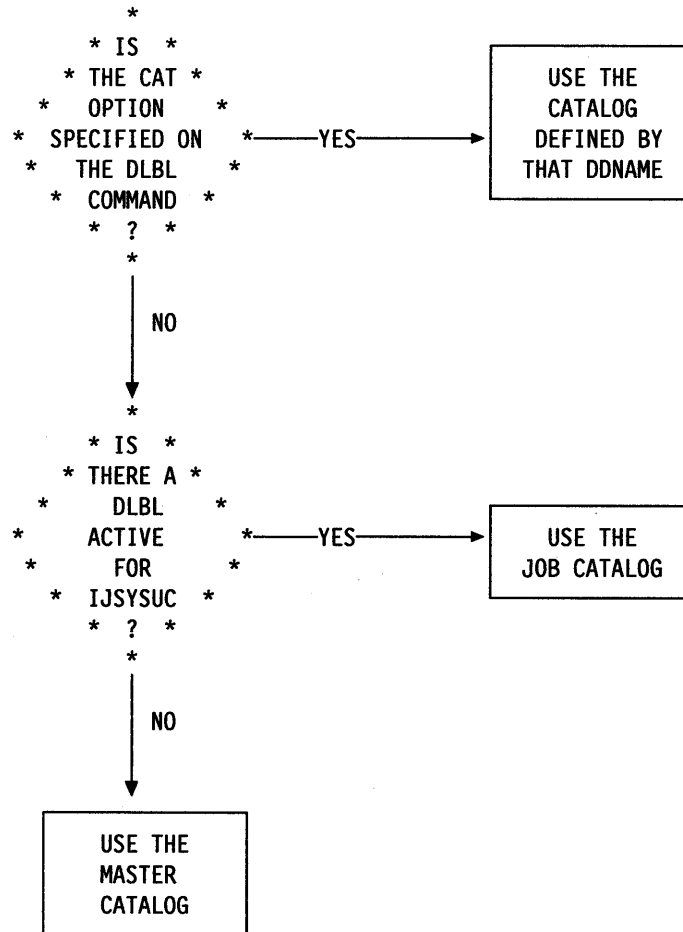 *
* IS *
* THE CAT *
* OPTION *
* SPECIFIED ON *
* THE DLBL *
* COMMAND *
* ? *
*
YES
USE THE
CATALOG
DEFINED BY
THAT DDNAME
NO
*
* IS *
* THERE A *
* DLBL *
* ACTIVE *
* FOR *
* IJSYSUC *
* ? *
*
YES
USE THE
JOB CATALOG
NO
USE THE
MASTER
CATALOG